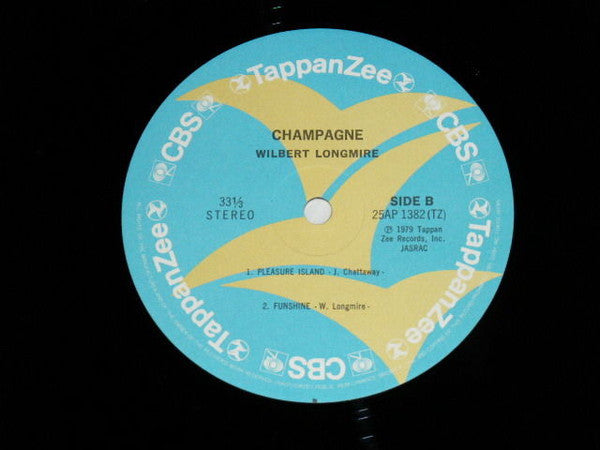 TappanZee
CBS
CBS
CHAMPAGNE
WILBERT LONGMIRE
33⅓
STEREO
SIDE B
25AP 1382 (TZ)
Ⓟ 1979 Tappan
Zee Records, Inc.
JASRAC
1. PLEASURE ISLAND - J. Chattaway -
2. FUNSHINE - W. Longmire -
TappanZee
TappanZee
CBS